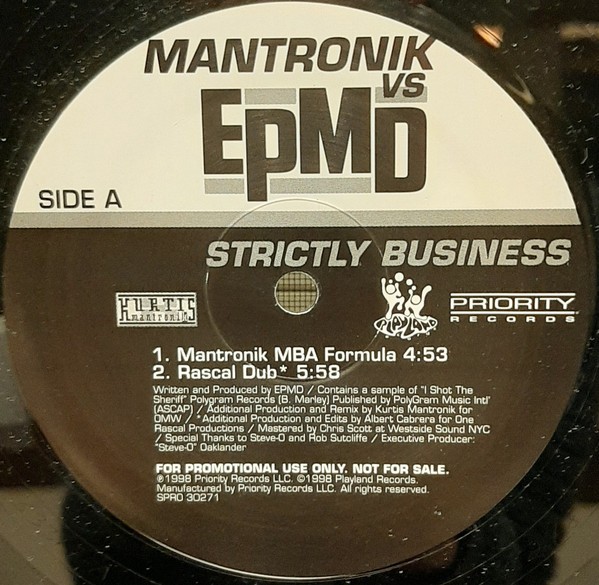 MANTRONIK
VS
EPMD
SIDE A
STRICTLY BUSINESS
KURTIS
mantronik
PLAYLAND
PRIORITY
RECORDS
1. Mantronik MBA Formula 4:53
2. Rascal Dub* 5:58
Written and Produced by EPMD / Contains a sample of "I Shot The
Sheriff" Polygram Records (B. Marley) Published by PolyGram Music Intl'
(ASCAP) / Additional Production and Remix by Kurtis Mantronik for
OMW / *Additional Production and Edits by Albert Cabrera for One
Rascal Productions / Mastered by Chris Scott at Westside Sound NYC
/ Special Thanks to Steve-O and Rob Sutcliffe / Executive Producer:
"Steve-O" Oaklander
FOR PROMOTIONAL USE ONLY. NOT FOR SALE.
℗1998 Priority Records LLC. ©1998 Playland Records.
Manufactured by Priority Records LLC. All rights reserved.
SPRO 30271